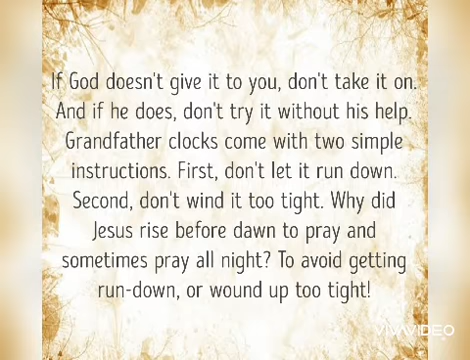 If God doesn't give it to you, don't take it on.
And if he does, don't try it without his help.
Grandfather clocks come with two simple
instructions. First, don't let it run down.
Second, don't wind it too tight. Why did
Jesus rise before dawn to pray and
sometimes pray all night? To avoid getting
run-down, or wound up too tight!
VIVAVIDEO